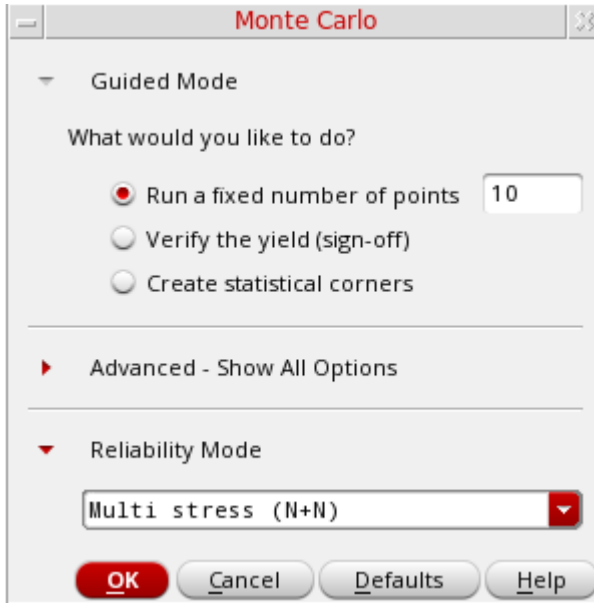 Monte Carlo
Guided Mode
What would you like to do?
Run a fixed number of points 10
Verify the yield (sign-off)
Create statistical corners
Advanced - Show All Options
Reliability Mode
Multi stress (N+N)
OK Cancel Defaults Help